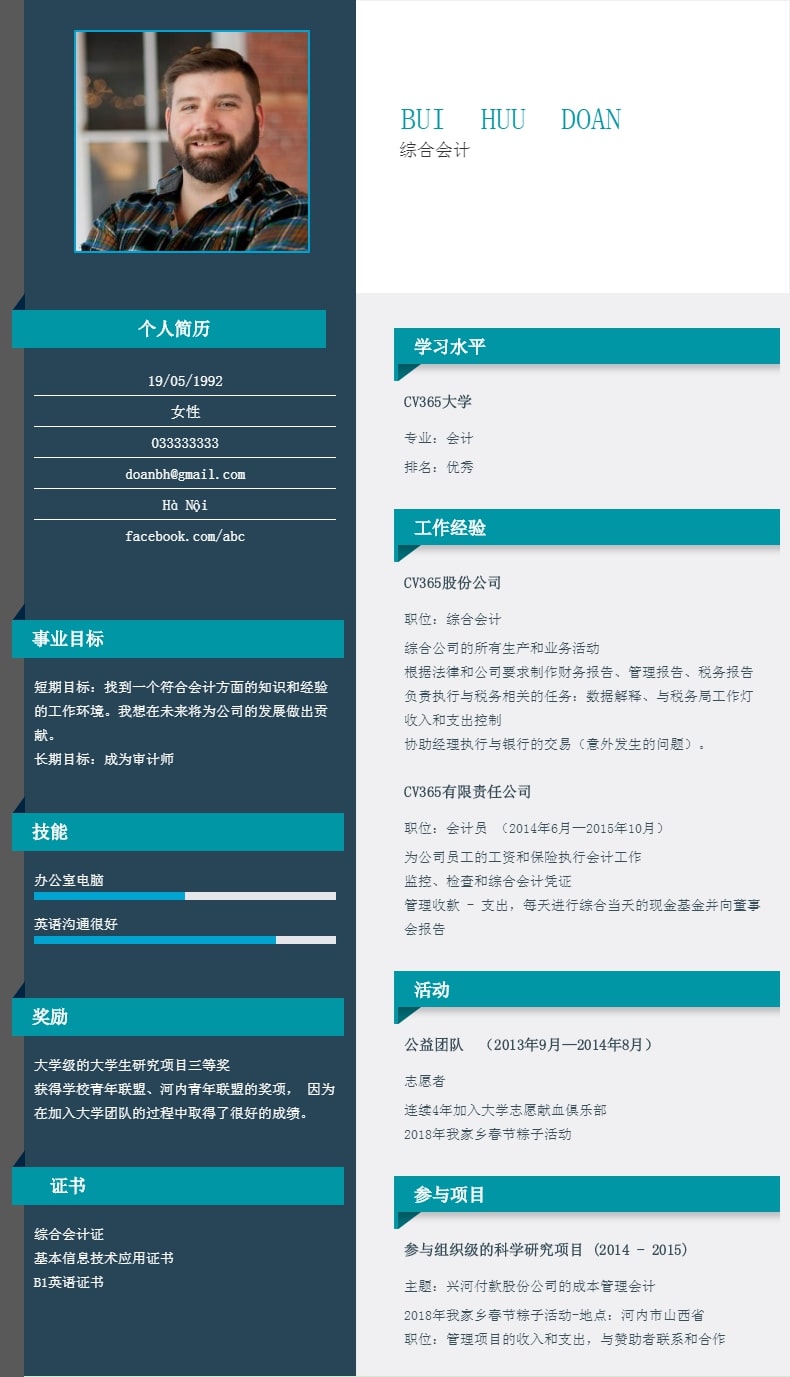 BUI HUU DOAN
综合会计
个人简历
19/05/1992
女性
033333333
doanbh@gmail.com
Hà Nội
facebook.com/abc
事业目标
短期目标：找到一个符合会计方面的知识和经验
的工作环境。我想在未来将为公司的发展做出贡
献。
长期目标：成为审计师
技能
办公室电脑
英语沟通很好
奖励
大学级的大学生研究项目三等奖
获得学校青年联盟、河内青年联盟的奖项， 因为
在加入大学团队的过程中取得了很好的成绩。
证书
综合会计证
基本信息技术应用证书
B1英语证书
学习水平
CV365大学
专业：会计
排名：优秀
工作经验
CV365股份公司
职位：综合会计
综合公司的所有生产和业务活动
根据法律和公司要求制作财务报告、管理报告、税务报告
负责执行与税务相关的任务：数据解释、与税务局工作灯
收入和支出控制
协助经理执行与银行的交易（意外发生的问题）。
CV365有限责任公司
职位：会计员 （2014年6月—2015年10月）
为公司员工的工资和保险执行会计工作
监控、检查和综合会计凭证
管理收款 - 支出，每天进行综合当天的现金基金并向董事
会报告
活动
公益团队 （2013年9月—2014年8月）
志愿者
连续4年加入大学志愿献血俱乐部
2018年我家乡春节粽子活动
参与项目
参与组织级的科学研究项目 (2014 - 2015)
主题：兴河付款股份公司的成本管理会计
2018年我家乡春节粽子活动-地点：河内市山西省
职位：管理项目的收入和支出，与赞助者联系和合作